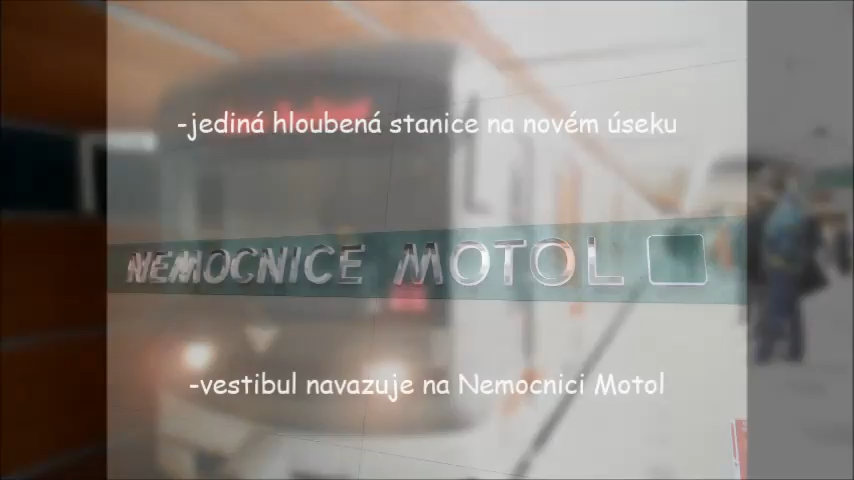 -jediná hloubená stanice na novém úseku
NEMOCNICE MOTOL
-vestibul navazuje na Nemocnici Motol